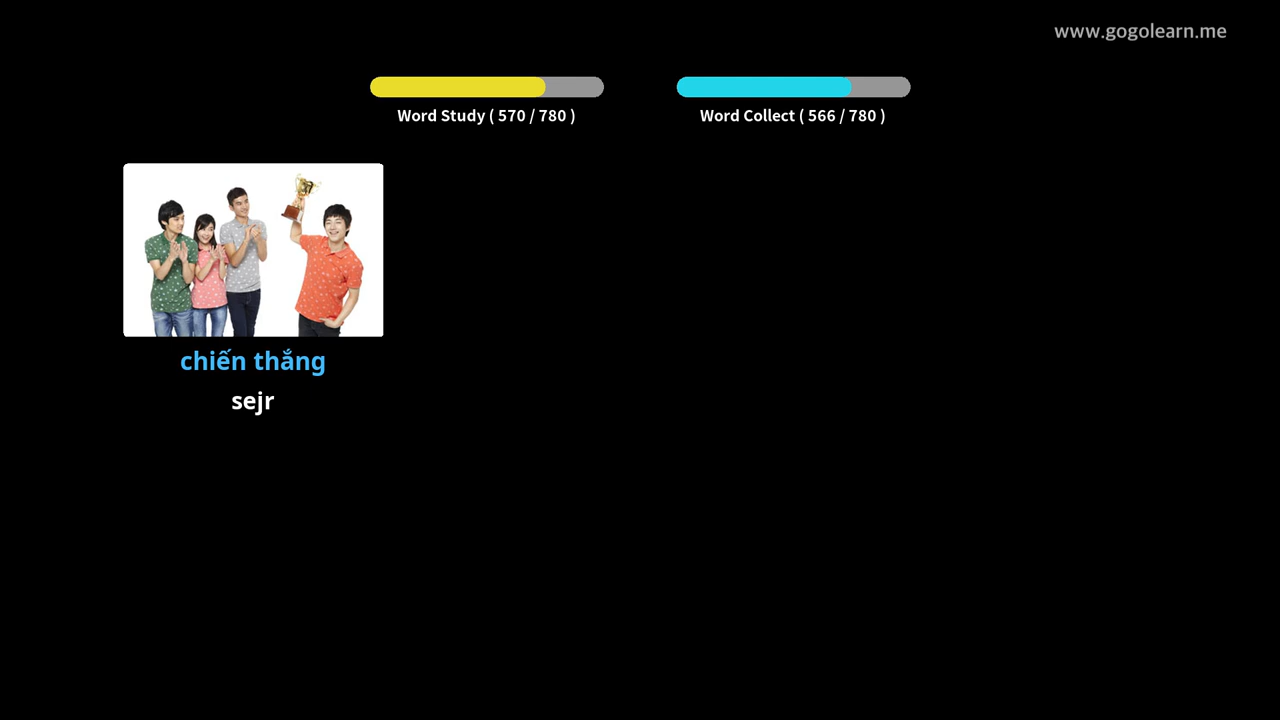 www.gogolearn.me
Word Study ( 570 / 780 )
Word Collect ( 566 / 780 )
chiến thắng
sejr